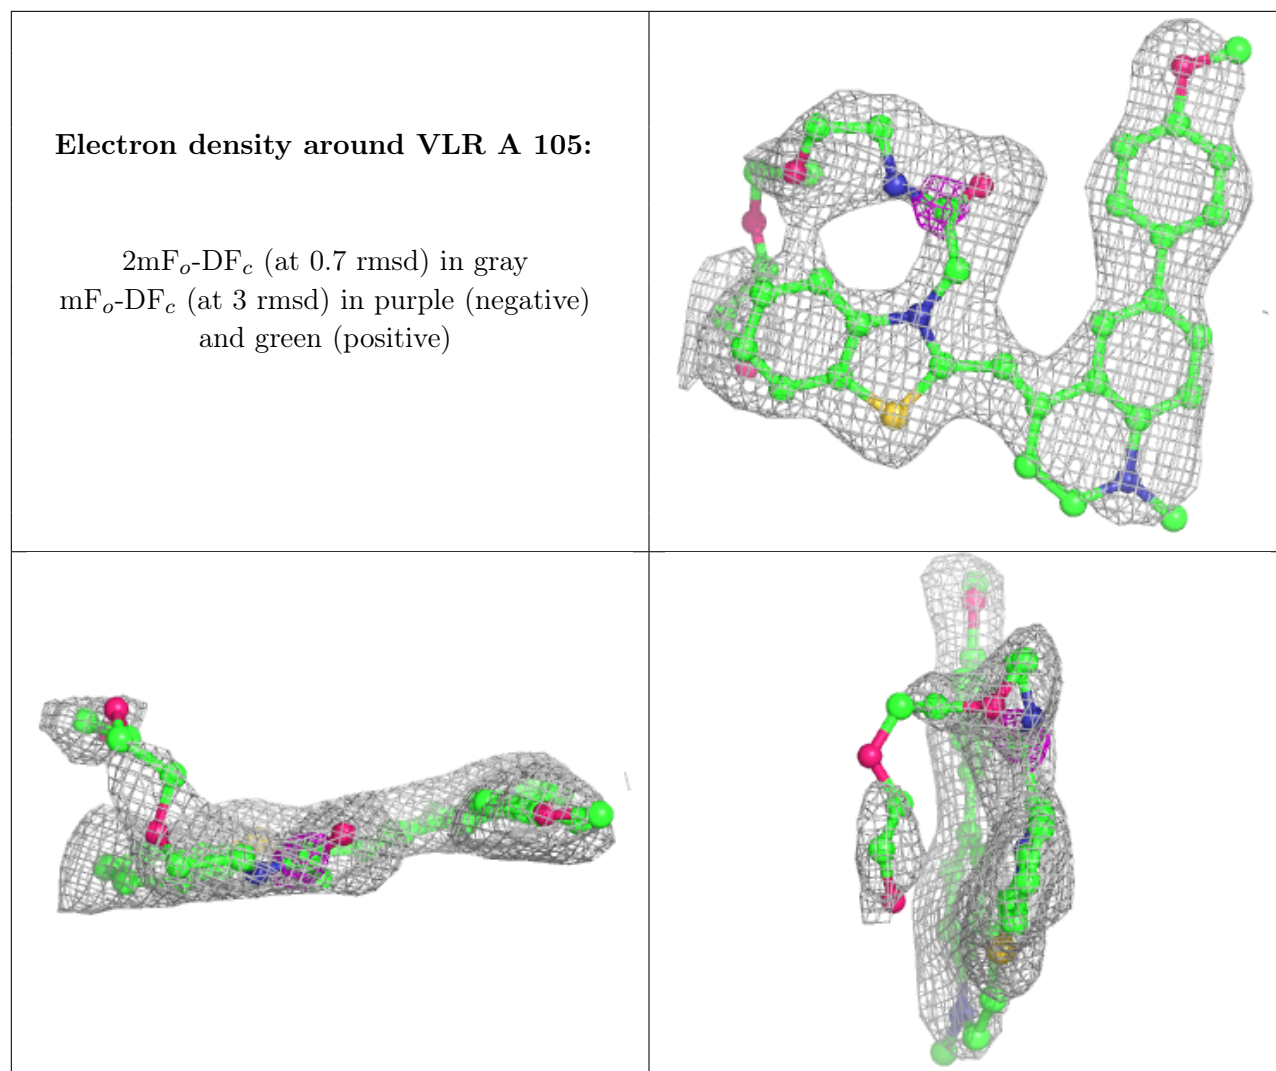 Electron density around VLR A 105:
2mFo-DFc (at 0.7 rmsd) in gray
mFo-DFc (at 3 rmsd) in purple (negative)
and green (positive)